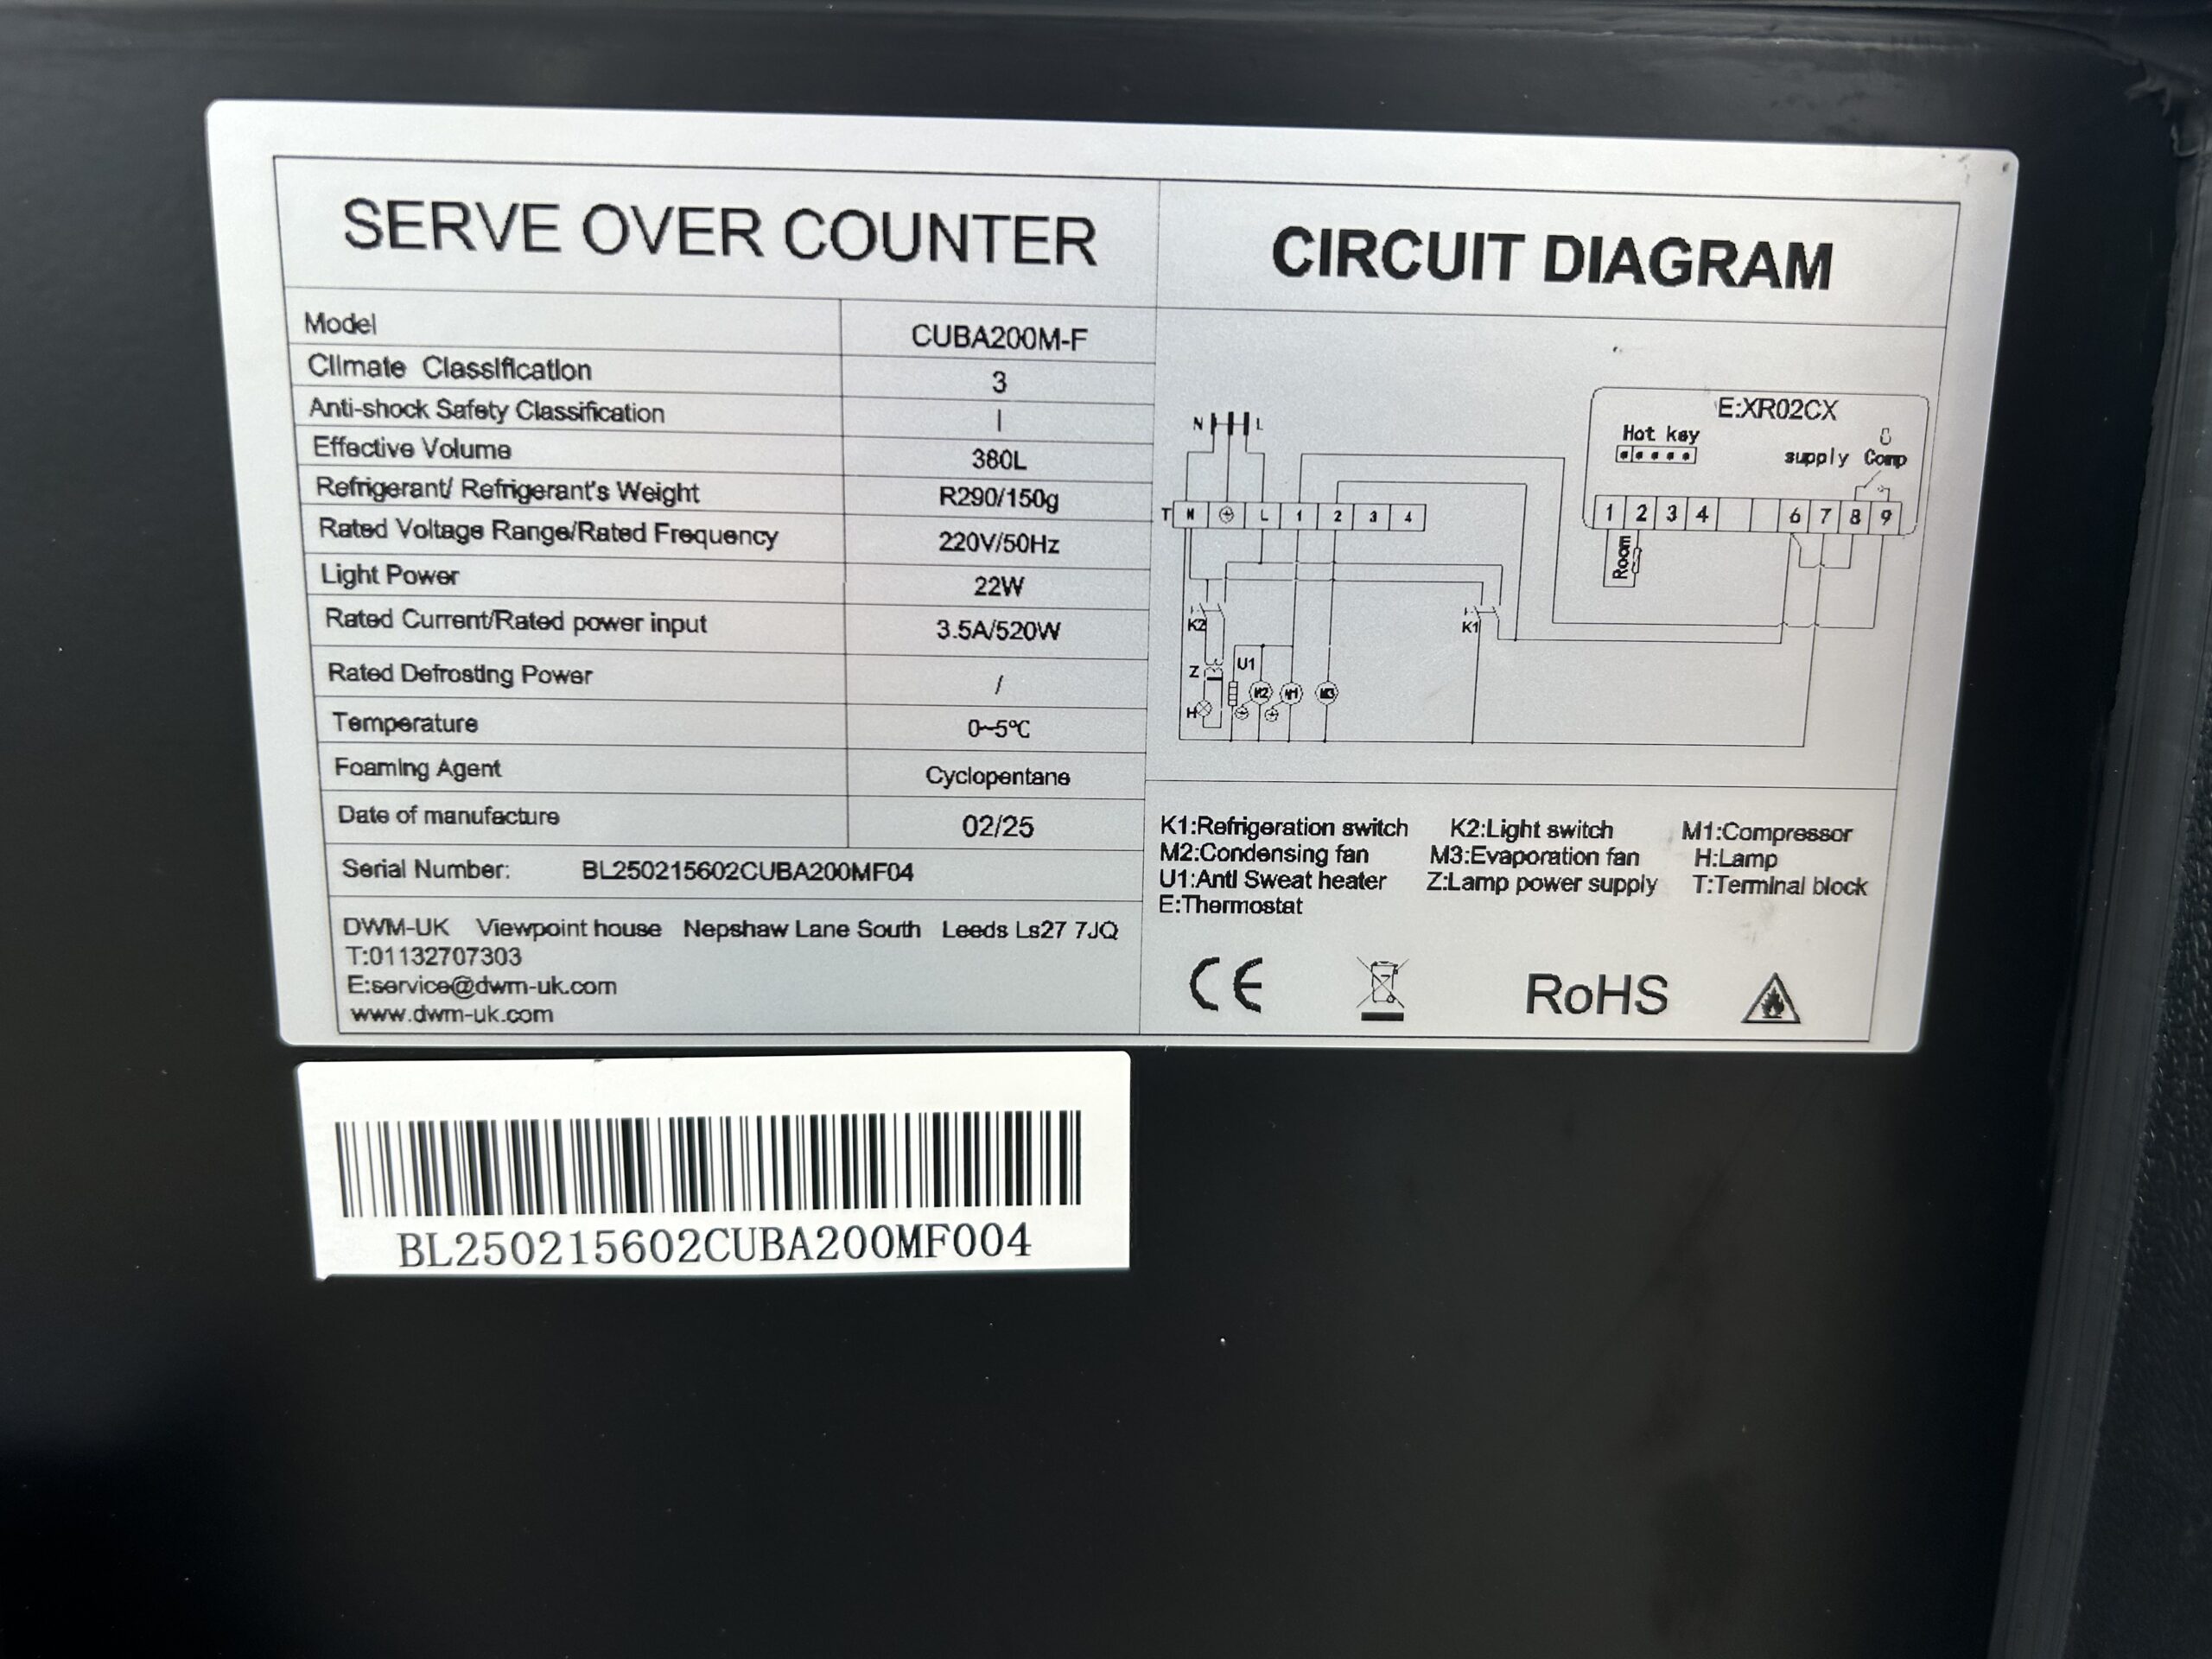 SERVE OVER COUNTER
Model CUBA200M-F
Climate Classification 3
Anti-shock Safety Classification I
Effective Volume 380L
Refrigerant/ Refrigerant's Weight R290/150g
Rated Voltage Range/Rated Frequency 220V/50Hz
Light Power 22W
Rated Current/Rated power input 3.5A/520W
Rated Defrosting Power /
Temperature 0~5℃
Foaming Agent Cyclopentane
Date of manufacture 02/25
Serial Number: BL250215602CUBA200MF04
DWM-UK Viewpoint house Nepshaw Lane South Leeds Ls27 7JQ
T:01132707303
E:service@dwm-uk.com
www.dwm-uk.com
CIRCUIT DIAGRAM
E:XR02CX
Hot key
supply Comp
N L
1 2 3 4 6 7 8 9
T N L 1 2 3 4
Room
K2 K1
Z U1
M2 M1 M3
H
K1:Refrigeration switch K2:Light switch M1:Compressor
M2:Condensing fan M3:Evaporation fan H:Lamp
U1:Anti Sweat heater Z:Lamp power supply T:Terminal block
E:Thermostat
CE RoHS
BL250215602CUBA200MF004